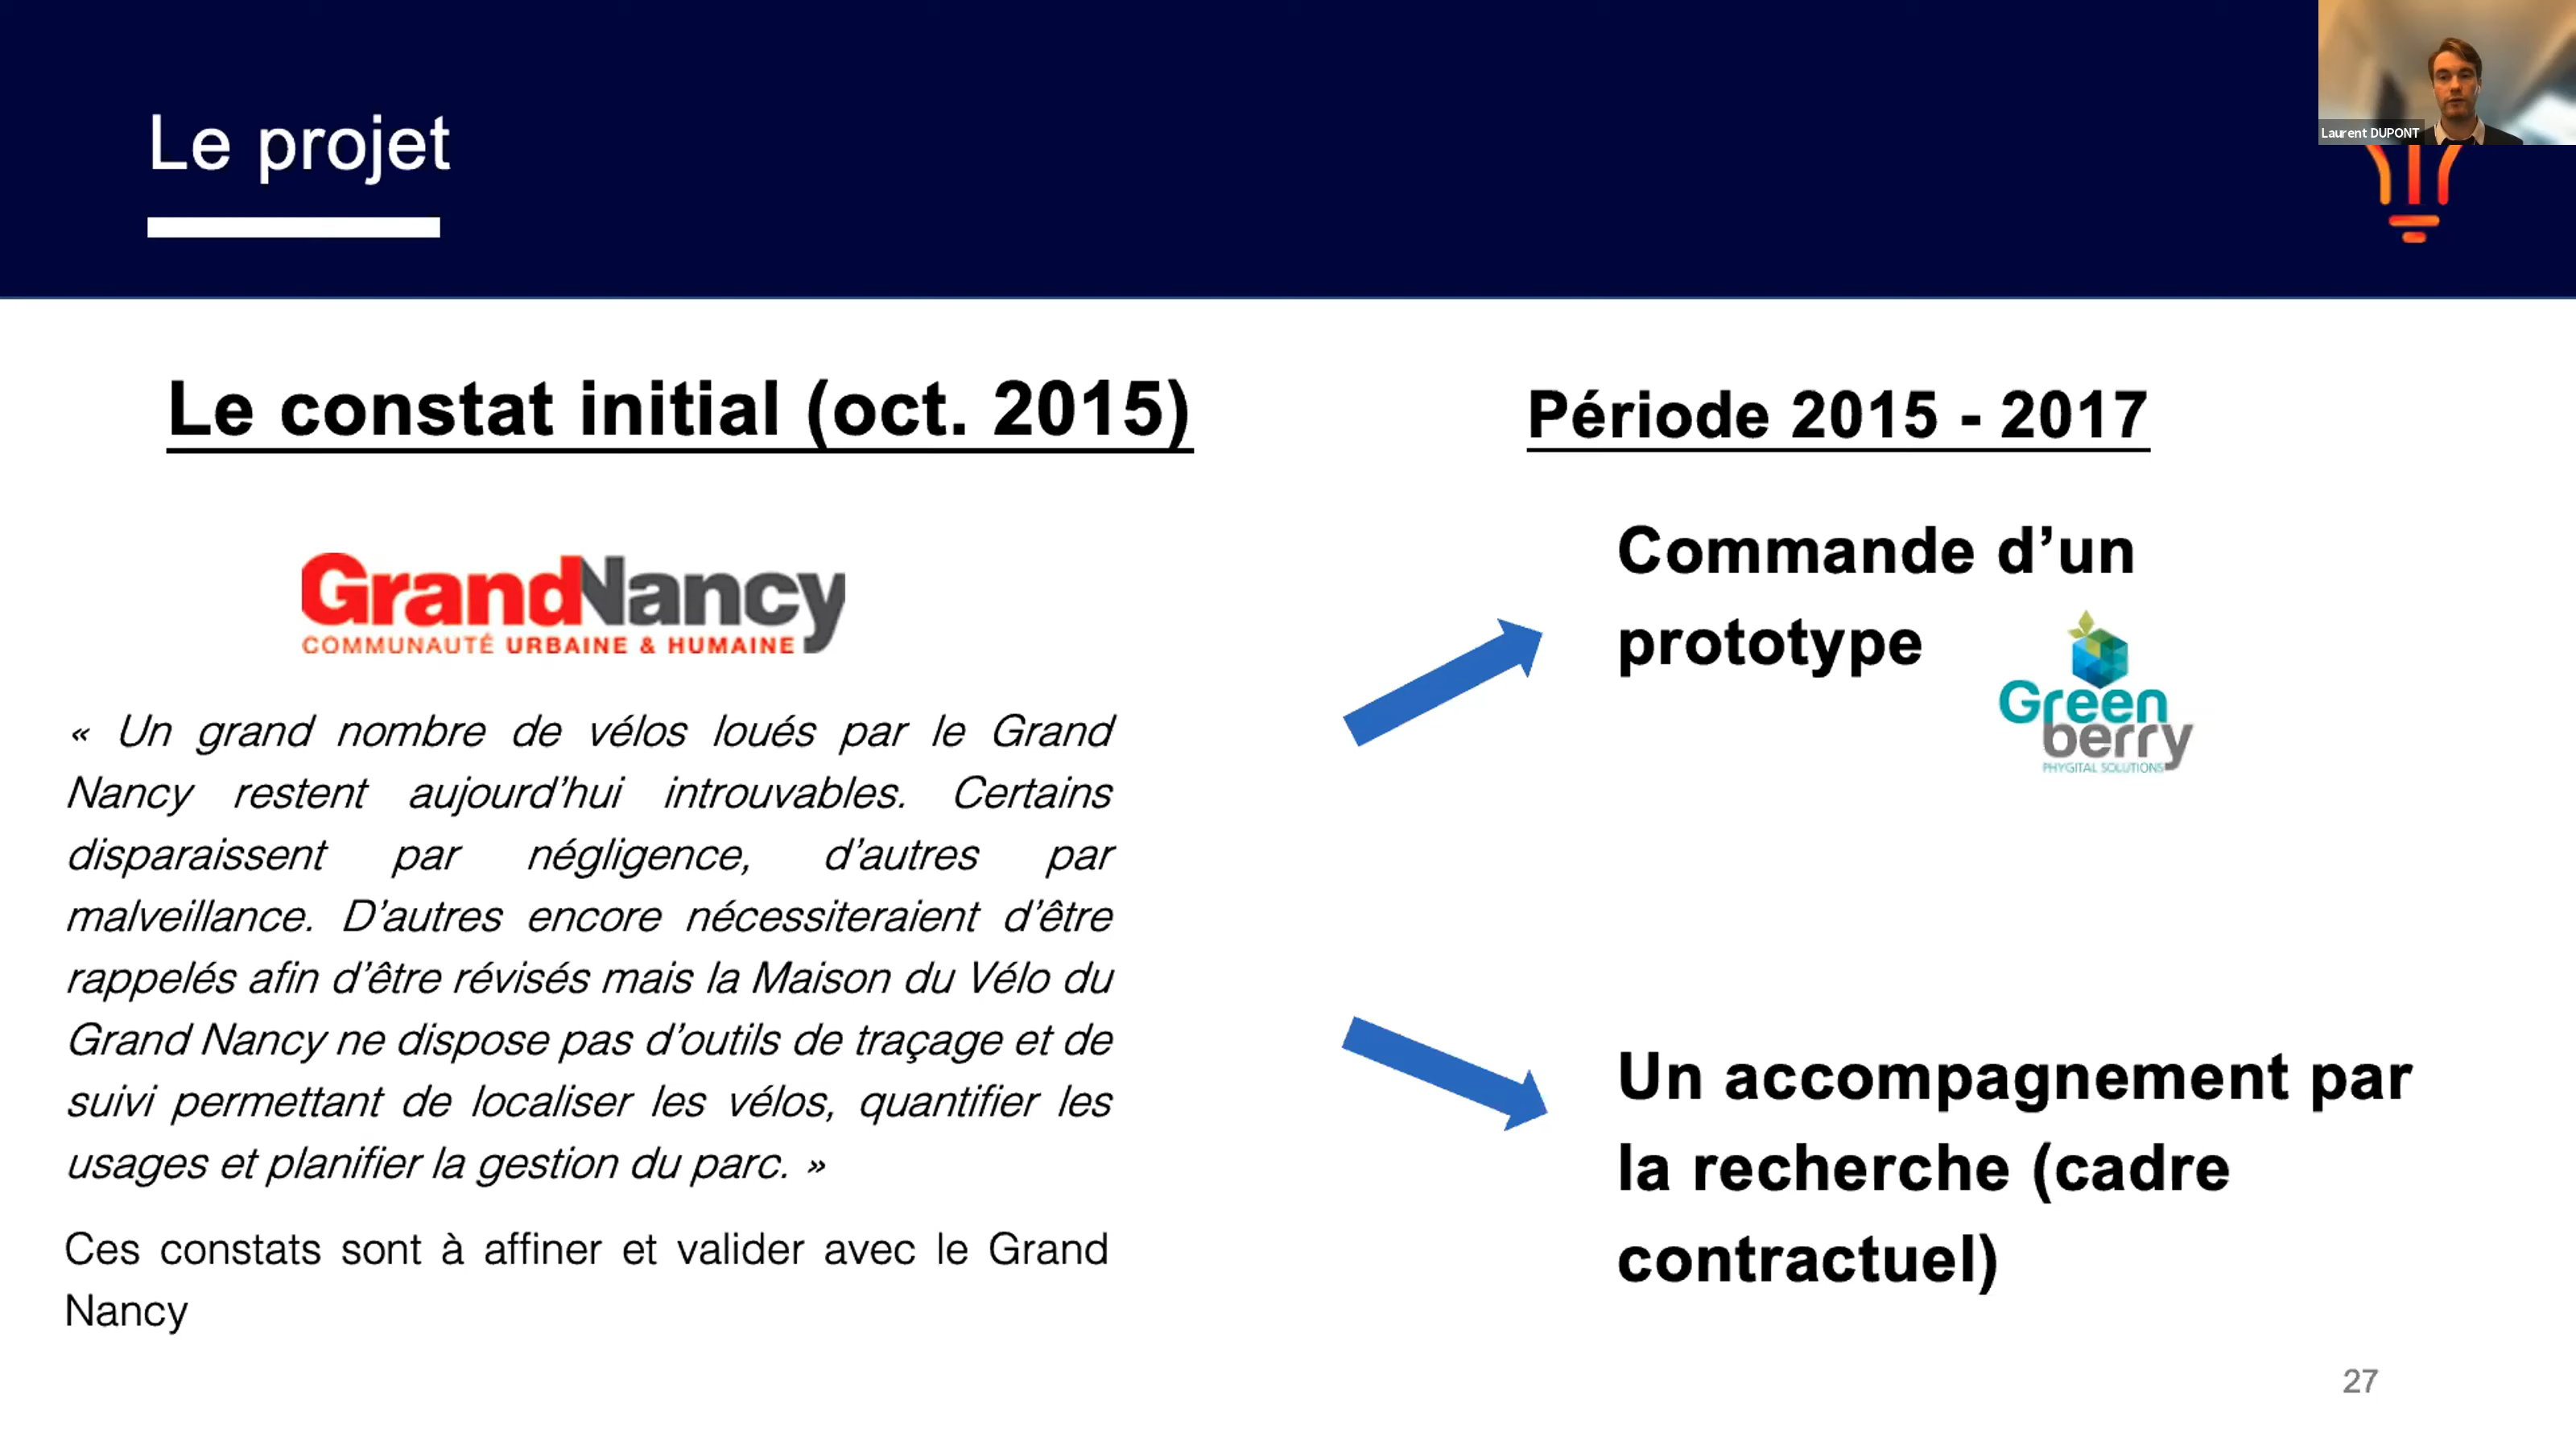 Le projet
Laurent DUPONT
Le constat initial (oct. 2015)
GrandNancy
COMMUNAUTÉ URBAINE & HUMAINE
« Un grand nombre de vélos loués par le Grand
Nancy restent aujourd’hui introuvables. Certains
disparaissent par négligence, d’autres par
malveillance. D’autres encore nécessiteraient d’être
rappelés afin d’être révisés mais la Maison du Vélo du
Grand Nancy ne dispose pas d’outils de traçage et de
suivi permettant de localiser les vélos, quantifier les
usages et planifier la gestion du parc. »
Ces constats sont à affiner et valider avec le Grand
Nancy
Période 2015 - 2017
Commande d’un
prototype
Green
berry
PHYGITAL SOLUTIONS
Un accompagnement par
la recherche (cadre
contractuel)
27